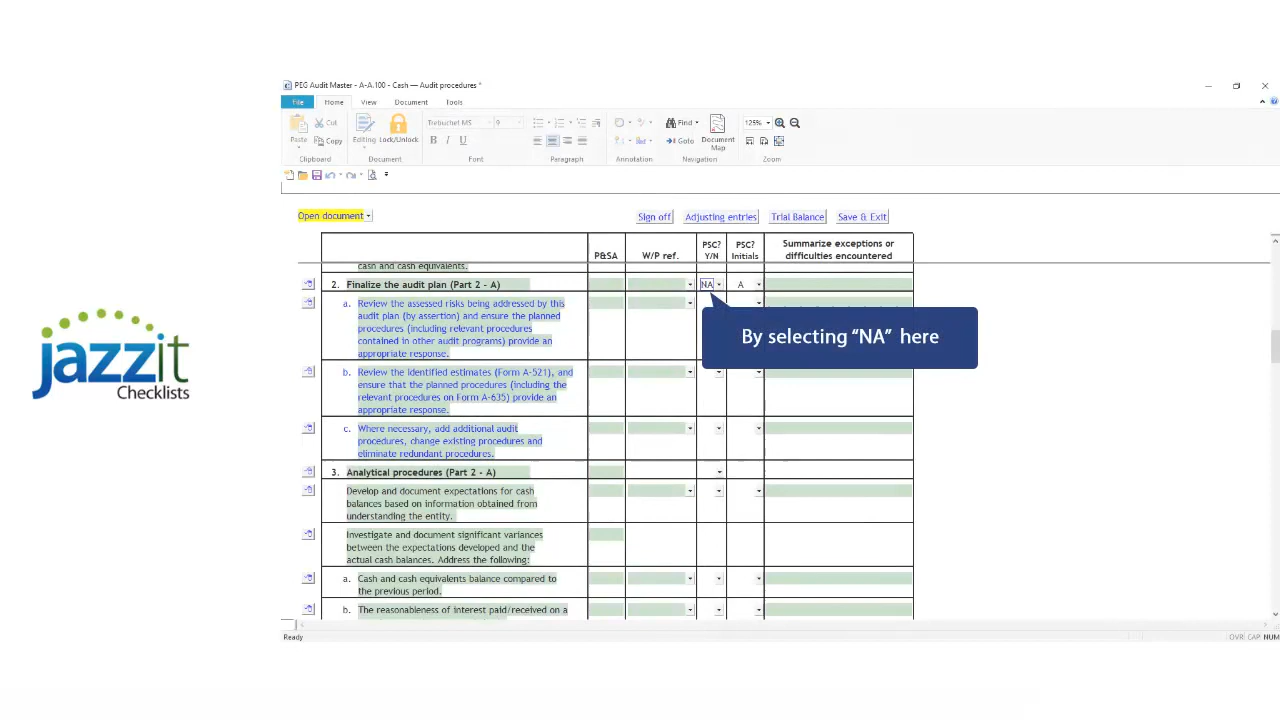 PEG Audit Master - A-A.100 - Cash — Audit procedures *
File Home View Document Tools
Paste Cut Copy
Editing Lock/Unlock
Trebuchet MS 9
B I U
Find
Goto
Document Map
125%
Clipboard Document Font Paragraph Annotation Navigation Zoom
Open document
Sign off Adjusting entries Trial Balance Save & Exit
P&SA W/P ref. PSC? Y/N PSC? Initials Summarize exceptions or difficulties encountered
cash and cash equivalents.
2. Finalize the audit plan (Part 2 - A) NA A
a. Review the assessed risks being addressed by this
audit plan (by assertion) and ensure the planned
procedures (including relevant procedures
contained in other audit programs) provide an
appropriate response.
By selecting “NA” here
b. Review the identified estimates (Form A-521), and
ensure that the planned procedures (including the
relevant procedures on Form A-635) provide an
appropriate response.
c. Where necessary, add additional audit
procedures, change existing procedures and
eliminate redundant procedures.
3. Analytical procedures (Part 2 - A)
Develop and document expectations for cash
balances based on information obtained from
understanding the entity.
Investigate and document significant variances
between the expectations developed and the
actual cash balances. Address the following:
a. Cash and cash equivalents balance compared to
the previous period.
b. The reasonableness of interest paid/received on a
Ready OVR CAP NUM
jazzit
Checklists